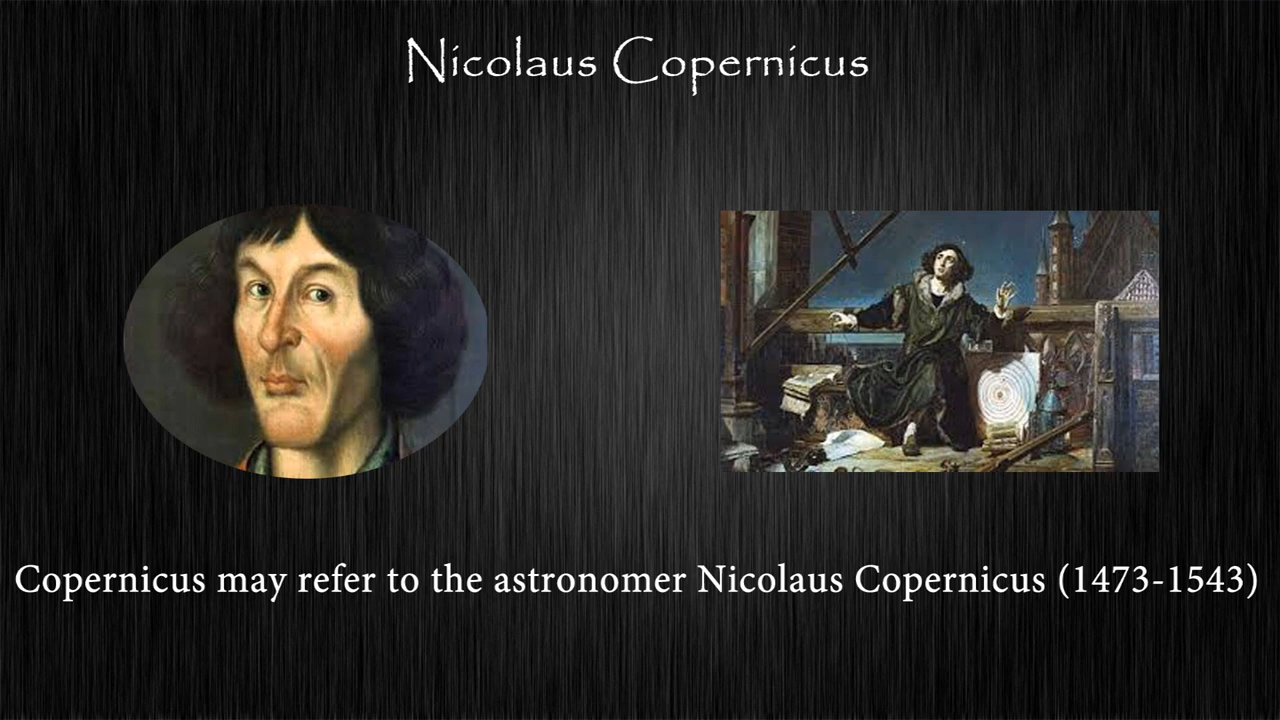 Nicolaus Copernicus
Copernicus may refer to the astronomer Nicolaus Copernicus (1473-1543)